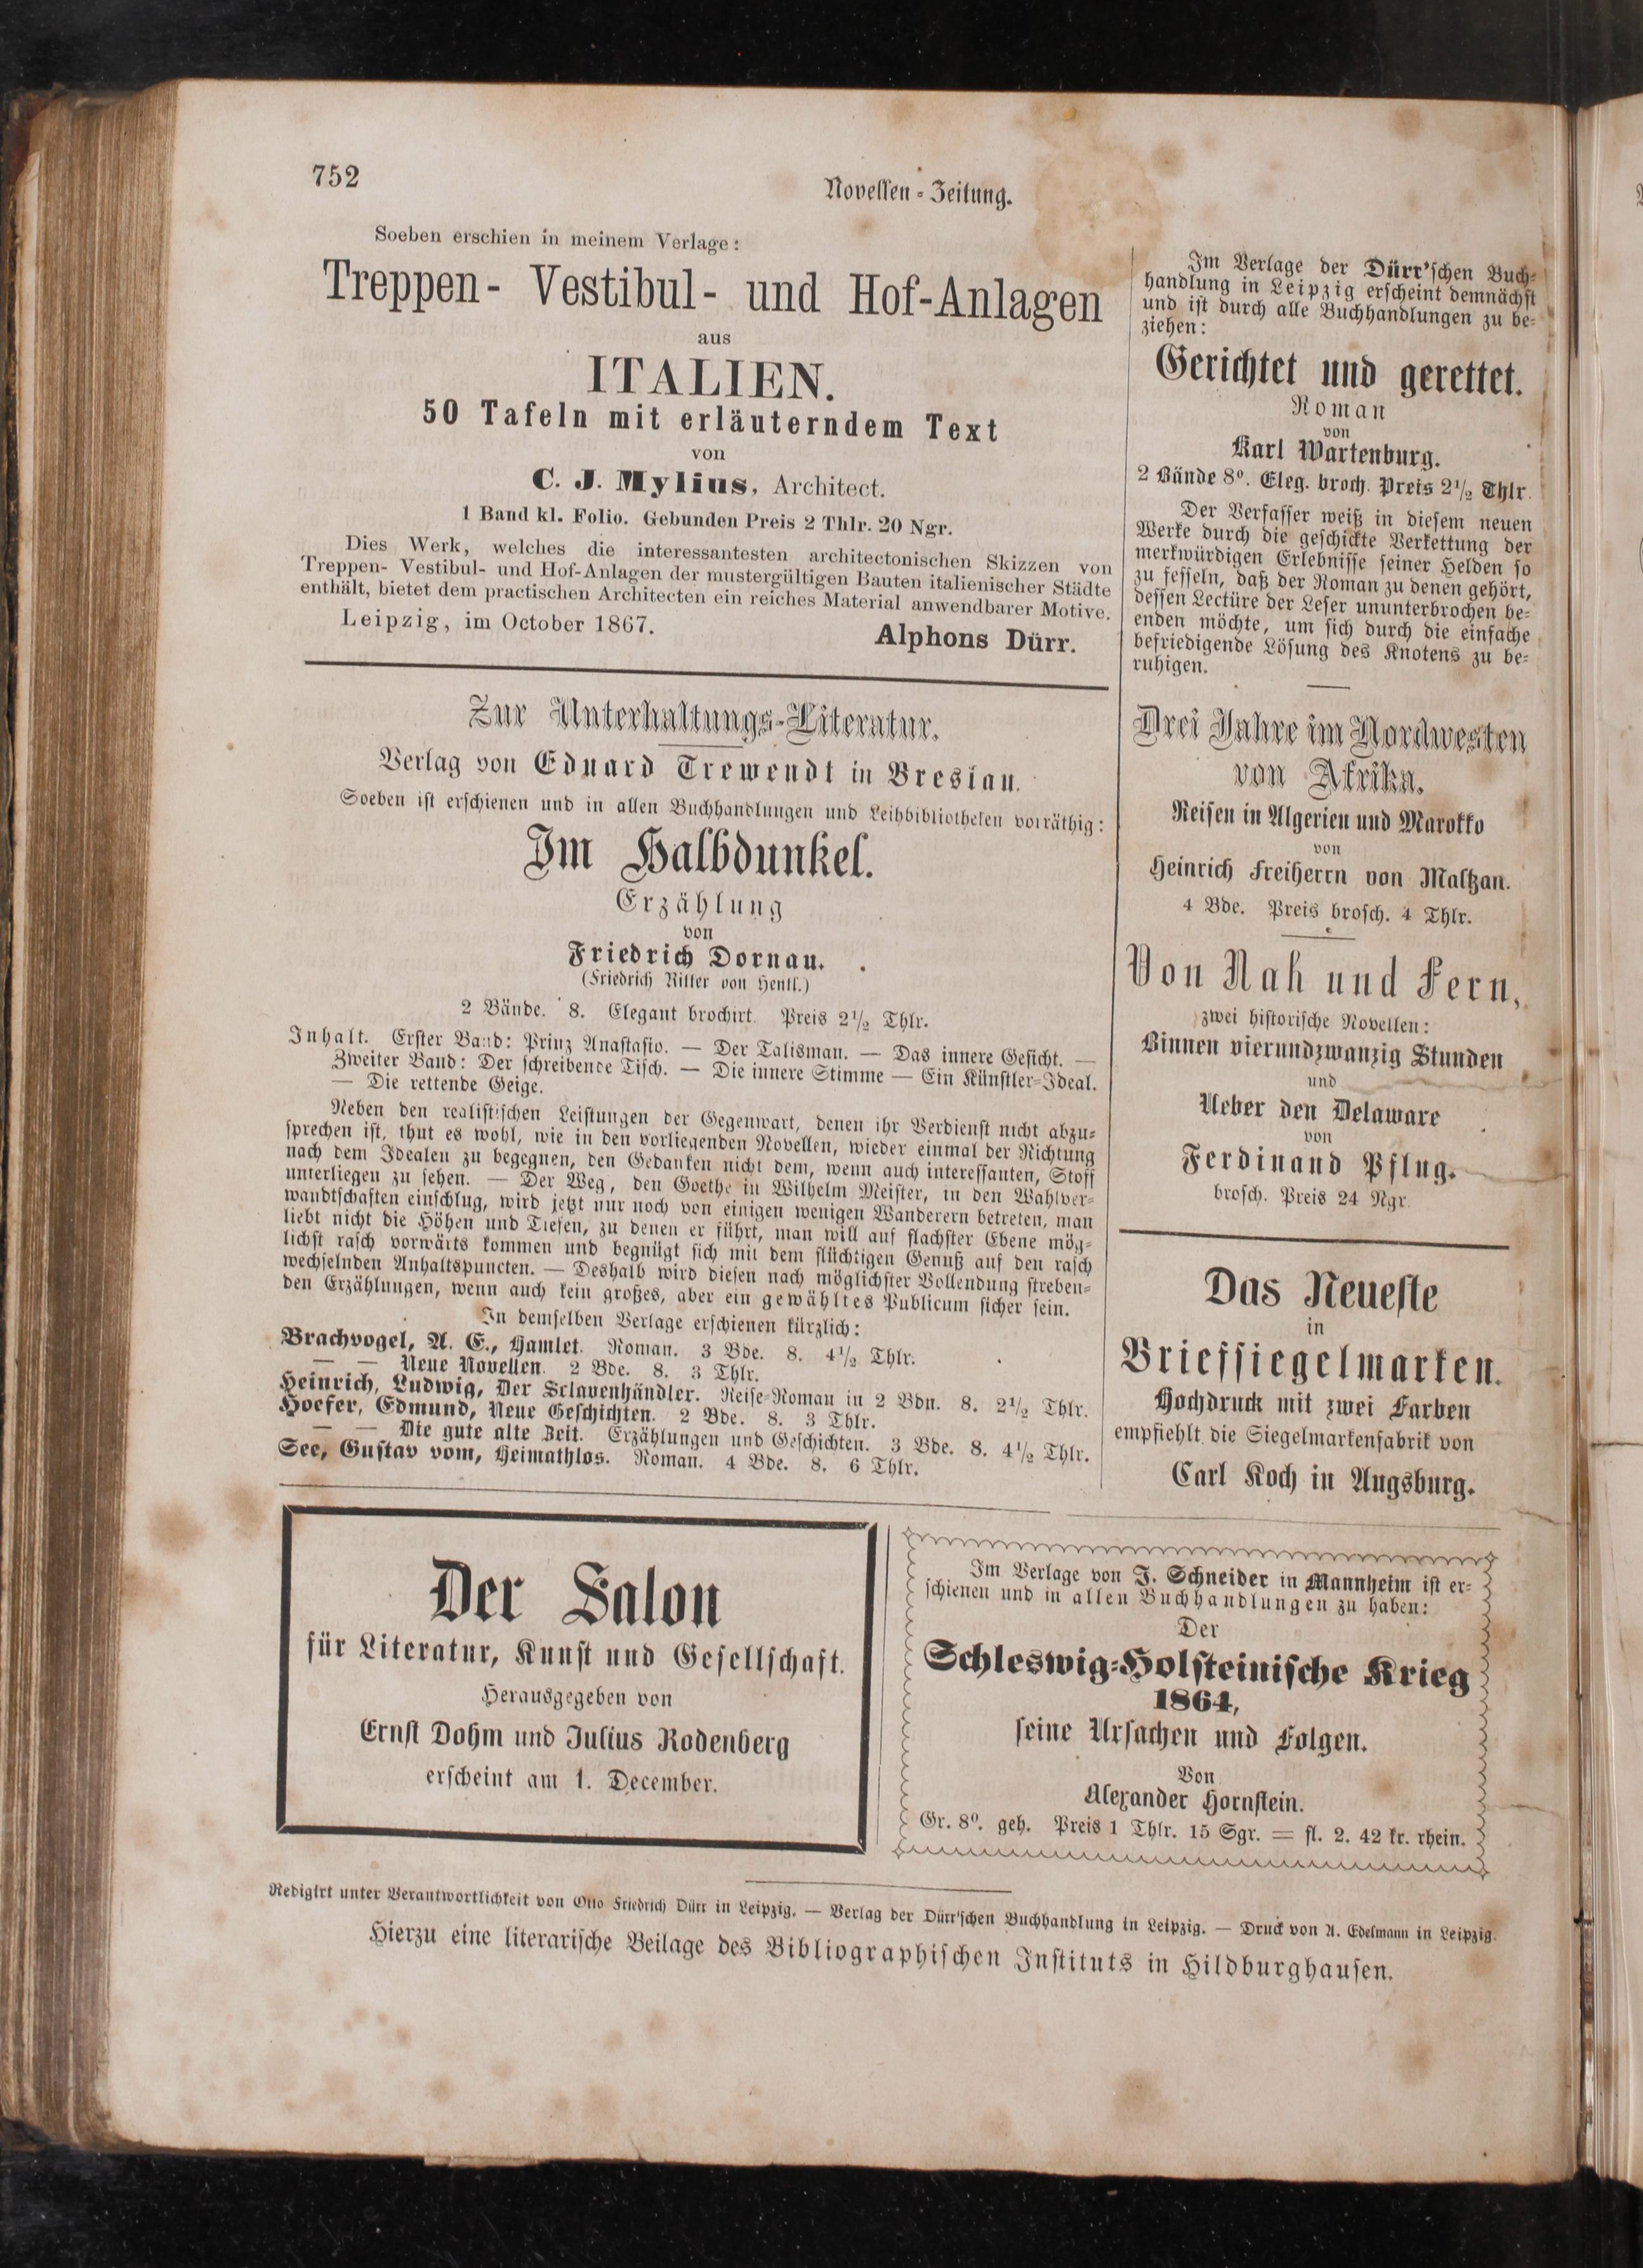 752
Novellen-Zeitung.
Soeben erschien in meinem Verlage:
Treppen- Vestibul- und Hof-Anlagen
aus
ITALIEN.
50 Tafeln mit erläuterndem Text
von
C. J. Mylius, Architect.
1 Band kl. Folio. Gebunden Preis 2 Thlr. 20 Ngr.
Dies Werk, welches die interessantesten architectonischen Skizzen von
Treppen- Vestibul- und Hof-Anlagen der mustergültigen Bauten italienischer Städte
enthält, bietet dem practischen Architecten ein reiches Material anwendbarer Motive.
Leipzig, im October 1867.
Alphons Dürr.
Zur Unterhaltungs-Literatur.
Verlag von Eduard Trewendt in Breslau.
Soeben ist erschienen und in allen Buchhandlungen und Leihbibliotheken vorräthig:
Im Halbdunkel.
Erzählung
von
Friedrich Dornau.
(Friedrich Ritter von Hentl.)
2 Bände. 8. Elegant brochirt. Preis 2½ Thlr.
Inhalt. Erster Band: Prinz Anastasio. — Der Talisman. — Das innere Gesicht. —
Zweiter Band: Der schreibende Tisch. — Die innere Stimme — Ein Künstler-Ideal.
— Die rettende Geige.
Neben den realistischen Leistungen der Gegenwart, denen ihr Verdienst nicht abzu-
sprechen ist, thut es wohl, wie in den vorliegenden Novellen, wieder einmal der Richtung
nach dem Idealen zu begegnen, den Gedanken nicht dem, wenn auch interessanten, Stoff
unterliegen zu sehen. — Der Weg, den Goethe in Wilhelm Meister, in den Wahlver-
wandtschaften einschlug, wird jetzt nur noch von einigen wenigen Wanderern betreten, man
liebt nicht die Höhen und Tiefen, zu denen er führt, man will auf flachster Ebene mög-
lichst rasch vorwärts kommen und begnügt sich mit dem flüchtigen Genuß auf den rasch
wechselnden Anhaltspuncten. — Deshalb wird diesen nach möglichster Vollendung streben-
den Erzählungen, wenn auch kein großes, aber ein gewähltes Publicum sicher sein.
In demselben Verlage erschienen kürzlich:
Brachvogel, A. E., Hamlet. Roman. 3 Bde. 8. 4½ Thlr.
— — Neue Novellen. 2 Bde. 8. 3 Thlr.
Heinrich, Ludwig, Der Sclavenhändler. Reise-Roman in 2 Bdn. 8. 2½ Thlr.
Hoefer, Edmund, Neue Geschichten. 2 Bde. 8. 3 Thlr.
— — Die gute alte Zeit. Erzählungen und Geschichten. 3 Bde. 8. 4½ Thlr.
See, Gustav vom, Heimathlos. Roman. 4 Bde. 8. 6 Thlr.
Im Verlage der Dürr'schen Buch-
handlung in Leipzig erscheint demnächst
und ist durch alle Buchhandlungen zu be-
ziehen:
Gerichtet und gerettet.
Roman
von
Karl Wartenburg.
2 Bände 8°. Eleg. broch. Preis 2½ Thlr.
Der Verfasser weiß in diesem neuen
Werke durch die geschickte Verkettung der
merkwürdigen Erlebnisse seiner Helden so
zu fesseln, daß der Roman zu denen gehört,
dessen Lectüre der Leser ununterbrochen be-
enden möchte, um sich durch die einfache
befriedigende Lösung des Knotens zu be-
ruhigen.
Drei Jahre im Nordwesten
von Afrika.
Reisen in Algerien und Marokko
von
Heinrich Freiherrn von Maltzan.
4 Bde. Preis brosch. 4 Thlr.
Von Nah und Fern,
zwei historische Novellen:
Binnen vierundzwanzig Stunden
und
Ueber den Delaware
von
Ferdinand Pflug.
brosch. Preis 24 Ngr.
Das Neueste
in
Briefsiegelmarken.
Hochdruck mit zwei Farben
empfiehlt die Siegelmarkenfabrik von
Carl Koch in Augsburg.
Der Salon
für Literatur, Kunst und Gesellschaft.
Herausgegeben von
Ernst Dohm und Julius Rodenberg
erscheint am 1. December.
Im Verlage von J. Schneider in Mannheim ist er-
schienen und in allen Buchhandlungen zu haben:
Der
Schleswig-Holsteinische Krieg
1864,
seine Ursachen und Folgen.
Von
Alexander Hornstein.
Gr. 8°. geh. Preis 1 Thlr. 15 Sgr. = fl. 2. 42 kr. rhein.
Redigirt unter Verantwortlichkeit von Otto Friedrich Dürr in Leipzig. — Verlag der Dürr'schen Buchhandlung in Leipzig. — Druck von A. Edelmann in Leipzig.
Hierzu eine literarische Beilage des Bibliographischen Instituts in Hildburghausen.